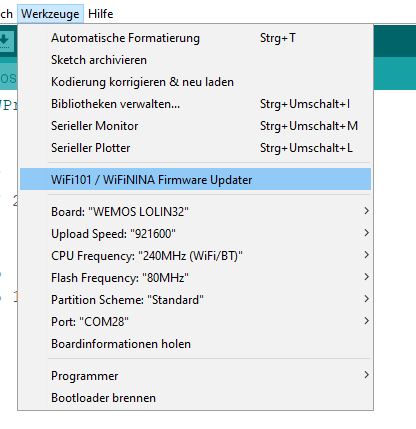 ch Werkzeuge Hilfe
Automatische Formatierung Strg+T
Sketch archivieren
Kodierung korrigieren & neu laden
Bibliotheken verwalten... Strg+Umschalt+I
Serieller Monitor Strg+Umschalt+M
Serieller Plotter Strg+Umschalt+L
WiFi101 / WiFiNINA Firmware Updater
Board: "WEMOS LOLIN32"
Upload Speed: "921600"
CPU Frequency: "240MHz (WiFi/BT)"
Flash Frequency: "80MHz"
Partition Scheme: "Standard"
Port: "COM28"
Boardinformationen holen
Programmer
Bootloader brennen